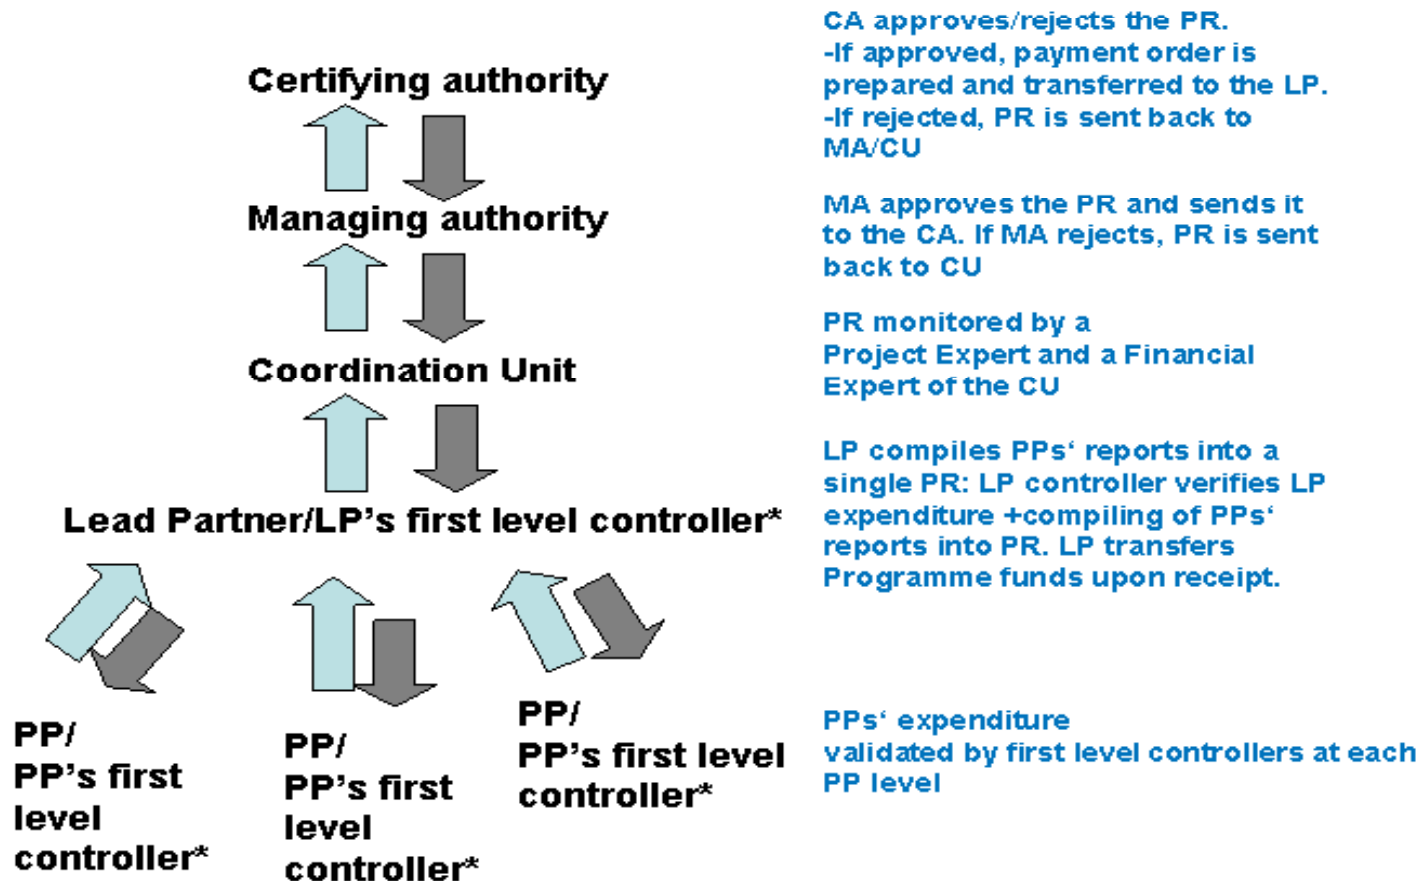 Certifying authority
CA approves/rejects the PR.
-If approved, payment order is
prepared and transferred to the LP.
-If rejected, PR is sent back to
MA/CU
Managing authority
MA approves the PR and sends it
to the CA. If MA rejects, PR is sent
back to CU
Coordination Unit
PR monitored by a
Project Expert and a Financial
Expert of the CU
Lead Partner/LP’s first level controller*
LP compiles PPs‘ reports into a
single PR: LP controller verifies LP
expenditure +compiling of PPs‘
reports into PR. LP transfers
Programme funds upon receipt.
PP/
PP’s first
level
controller*
PP/
PP’s first
level
controller*
PP/
PP’s first level
controller*
PPs‘ expenditure
validated by first level controllers at each
PP level